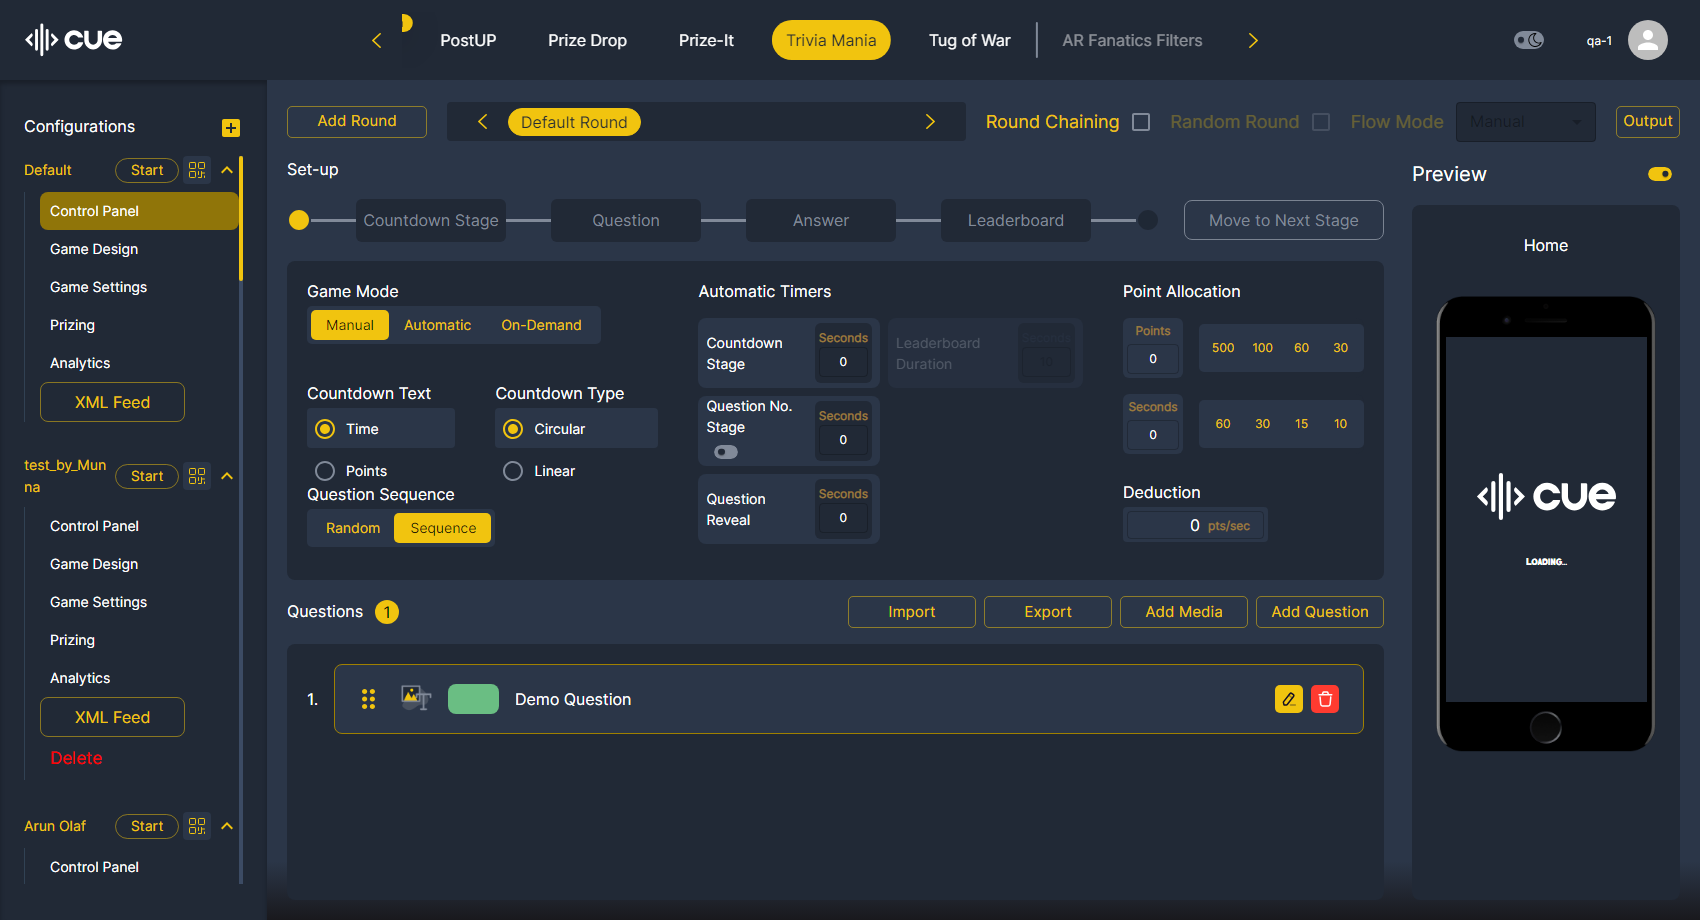 cue
PostUP
Prize Drop
Prize-It
Trivia Mania
Tug of War
AR Fanatics Filters
qa-1
Configurations
Default
Start
Control Panel
Game Design
Game Settings
Prizing
Analytics
XML Feed
test_by_Mun
na
Start
Control Panel
Game Design
Game Settings
Prizing
Analytics
XML Feed
Delete
Arun Olaf
Start
Control Panel
Add Round
Default Round
Round Chaining
Random Round
Flow Mode
Manual
Output
Set-up
Countdown Stage
Question
Answer
Leaderboard
Move to Next Stage
Game Mode
Manual
Automatic
On-Demand
Countdown Text
Time
Points
Countdown Type
Circular
Linear
Question Sequence
Random
Sequence
Automatic Timers
Countdown
Stage
Seconds
0
Leaderboard
Duration
Seconds
10
Question No.
Stage
Seconds
0
Question
Reveal
Seconds
0
Point Allocation
Points
0
500 100 60 30
Seconds
0
60 30 15 10
Deduction
0 pts/sec
Questions 1
Import
Export
Add Media
Add Question
1.
Demo Question
Preview
Home
cue
LOADING...